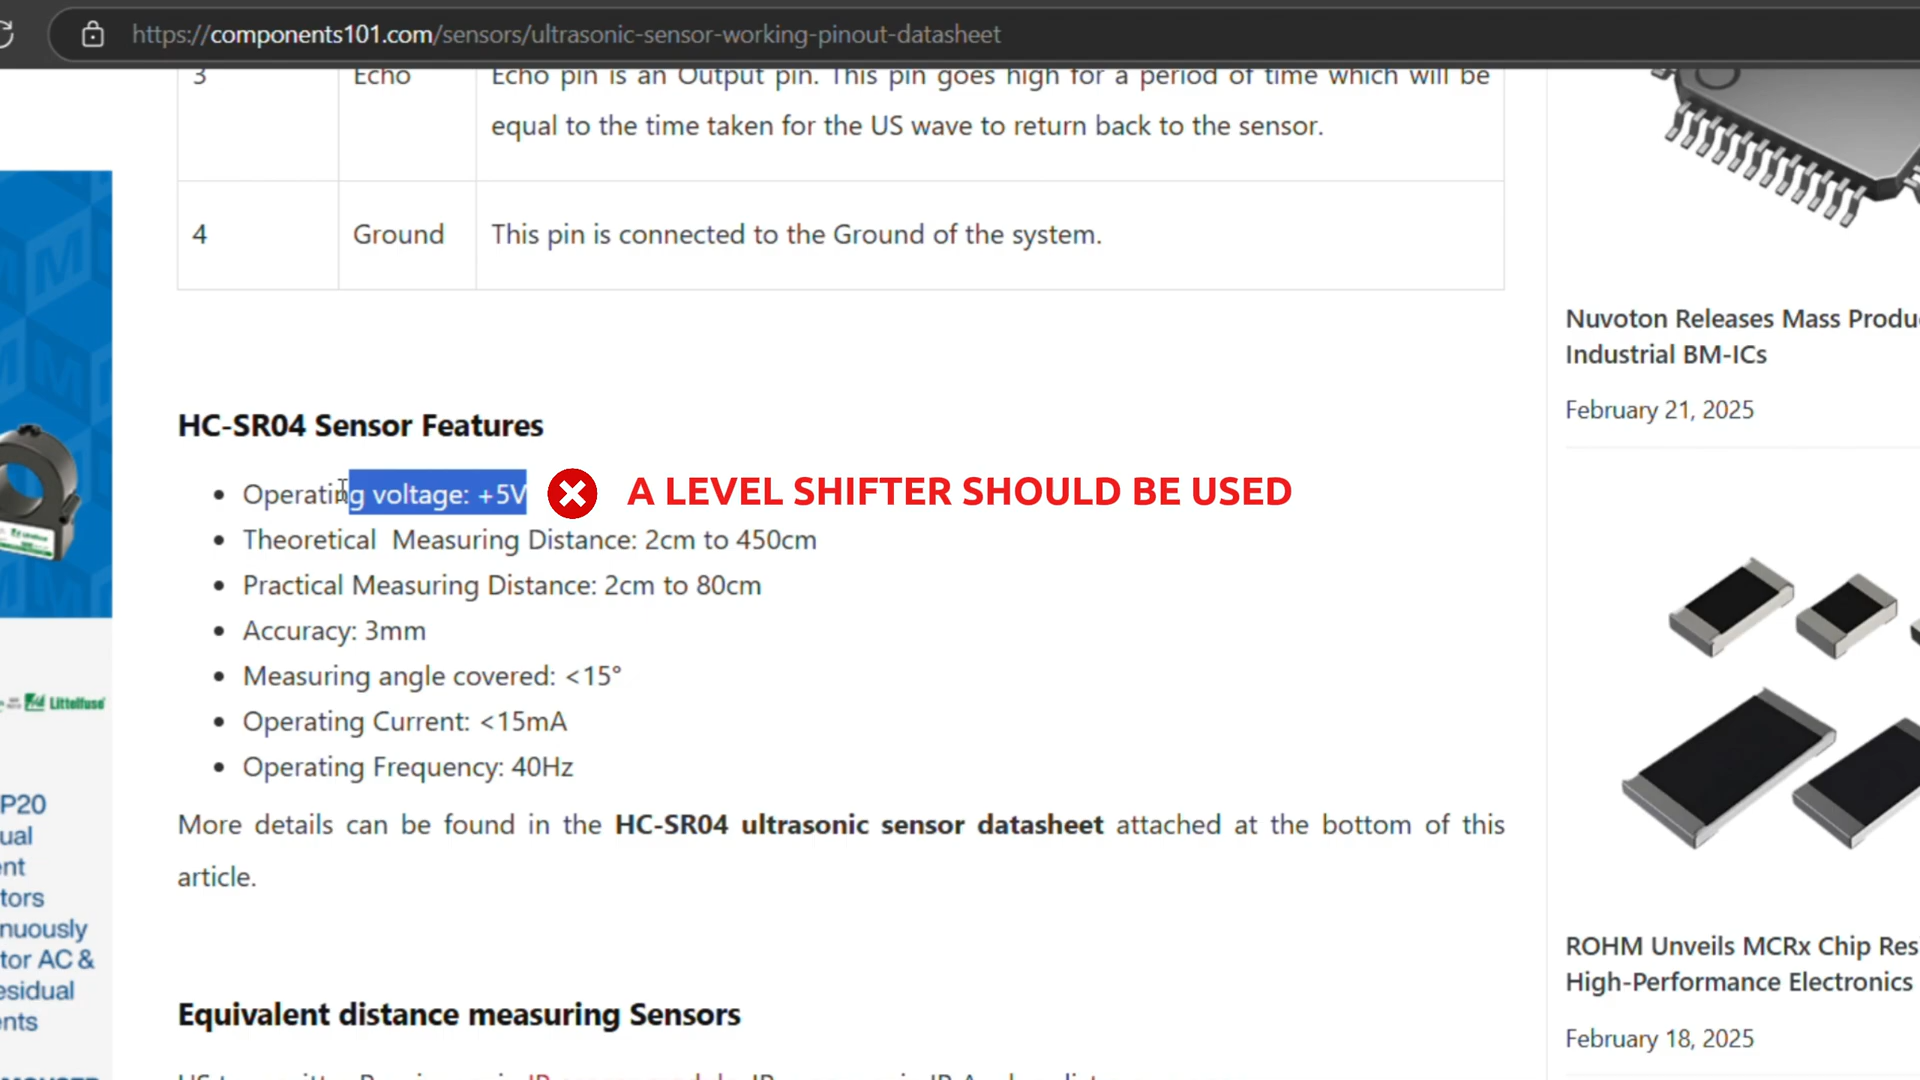 https://components101.com/sensors/ultrasonic-sensor-working-pinout-datasheet
3 Echo Echo pin is an Output pin. This pin goes high for a period of time which will be
equal to the time taken for the US wave to return back to the sensor.
4 Ground This pin is connected to the Ground of the system.
HC-SR04 Sensor Features
Operating voltage: +5V
A LEVEL SHIFTER SHOULD BE USED
Theoretical Measuring Distance: 2cm to 450cm
Practical Measuring Distance: 2cm to 80cm
Accuracy: 3mm
Measuring angle covered: <15°
Operating Current: <15mA
Operating Frequency: 40Hz
More details can be found in the HC-SR04 ultrasonic sensor datasheet attached at the bottom of this
article.
Equivalent distance measuring Sensors
Nuvoton Releases Mass Produ
Industrial BM-ICs
February 21, 2025
ROHM Unveils MCRx Chip Res
High-Performance Electronics
February 18, 2025
Littelfuse
P20
ual
ent
tors
nuously
tor AC &
esidual
nts